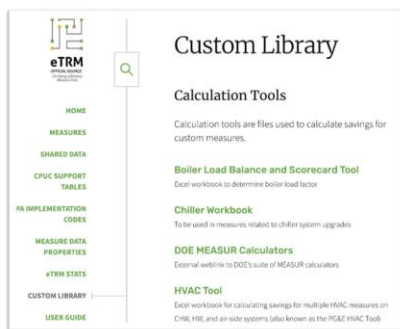 eTRM
OFFICIAL SOURCE
HOME
MEASURES
SHARED DATA
CPUC SUPPORT
TABLES
PA IMPLEMENTATION
CODES
MEASURE DATA
PROPERTIES
eTRM STATS
CUSTOM LIBRARY
USER GUIDE
Custom Library
Calculation Tools
Calculation tools are files used to calculate savings for
custom measures.
Boiler Load Balance and Scorecard Tool
Excel workbook to determine boiler load factor
Chiller Workbook
To be used in measures related to chiller system upgrades
DOE MEASUR Calculators
External weblink to DOE's suite of MEASUR calculators
HVAC Tool
Excel workbook for calculating savings for multiple HVAC measures on
CHW, HW, and air-side systems (also known as the PG&E HVAC Tool)